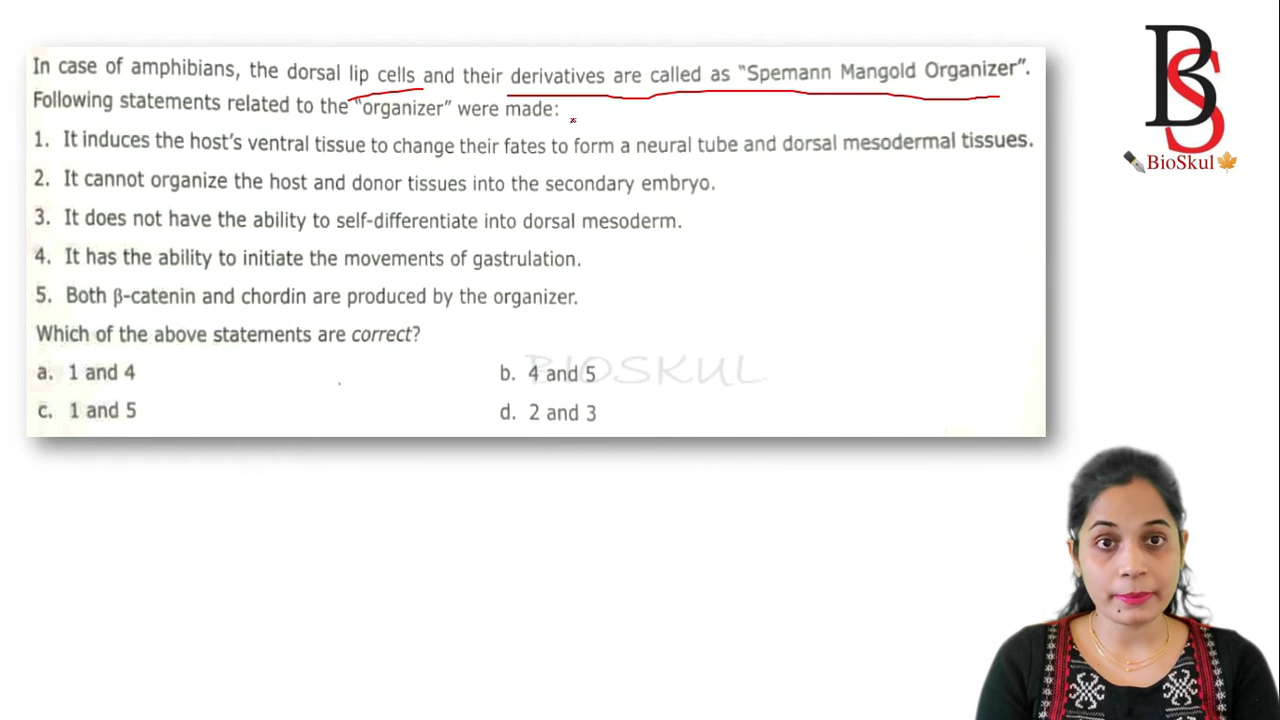 In case of amphibians, the dorsal lip cells and their derivatives are called as “Spemann Mangold Organizer”.
Following statements related to the “organizer” were made:
1. It induces the host’s ventral tissue to change their fates to form a neural tube and dorsal mesodermal tissues.
2. It cannot organize the host and donor tissues into the secondary embryo.
3. It does not have the ability to self-differentiate into dorsal mesoderm.
4. It has the ability to initiate the movements of gastrulation.
5. Both β-catenin and chordin are produced by the organizer.
Which of the above statements are correct?
a. 1 and 4
b. 4 and 5
c. 1 and 5
d. 2 and 3
BIOSKUL
BS
BioSkul